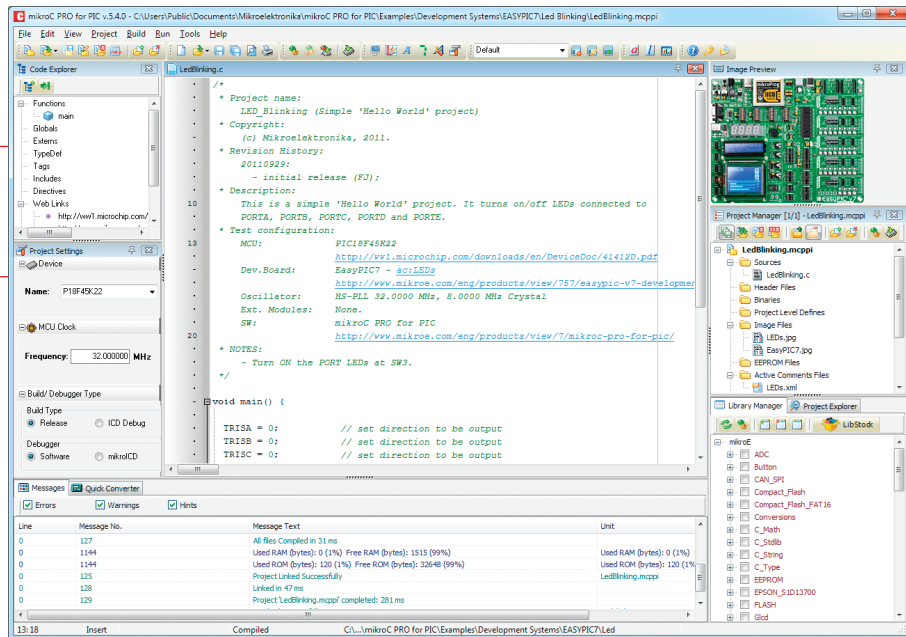 mikroC PRO for PIC v.5.4.0 - C:\Users\Public\Documents\Mikroelektronika\mikroC PRO for PIC\Examples\Development Systems\EASYPIC7\Led Blinking\LedBlinking.mcppi
File Edit View Project Build Run Tools Help
Default
Code Explorer
Functions
main
Globals
Externs
TypeDef
Tags
Includes
Directives
Web Links
http://ww1.microchip.com/
Project Settings
Device
Name: P18F45K22
MCU Clock
Frequency: 32.000000 MHz
Build/ Debugger Type
Build Type
Release ICD Debug
Debugger
Software mikroICD
LedBlinking.c
/*
* Project name:
LED_Blinking (Simple 'Hello World' project)
* Copyright:
(c) Mikroelektronika, 2011.
* Revision History:
20110929:
- initial release (FJ);
* Description:
10 This is a simple 'Hello World' project. It turns on/off LEDs connected to
PORTA, PORTB, PORTC, PORTD and PORTE.
* Test configuration:
13 MCU: PIC18F45K22
http://ww1.microchip.com/downloads/en/DeviceDoc/41412D.pdf
Dev.Board: EasyPIC7 - ac:LEDs
http://www.mikroe.com/eng/products/view/757/easypic-v7-developmen
Oscillator: HS-PLL 32.0000 MHz, 8.0000 MHz Crystal
Ext. Modules: None.
SW: mikroC PRO for PIC
20 http://www.mikroe.com/eng/products/view/7/mikroc-pro-for-pic/
* NOTES:
- Turn ON the PORT LEDs at SW3.
*/
void main() {
TRISA = 0; // set direction to be output
TRISB = 0; // set direction to be output
TRISC = 0; // set direction to be output
Image Preview
EasyPIC v7
Project Manager [1/1] - LedBlinking.mcppi
LedBlinking.mcppi
Sources
LedBlinking.c
Header Files
Binaries
Project Level Defines
Image Files
LEDs.jpg
EasyPIC7.jpg
EEPROM Files
Active Comments Files
LEDs.xml
Library Manager Project Explorer
LibStock
mikroE
ADC
Button
CAN_SPI
Compact_Flash
Compact_Flash_FAT16
Conversions
C_Math
C_Stdlib
C_String
C_Type
EEPROM
EPSON_S1D13700
FLASH
Glcd
Messages Quick Converter
Errors Warnings Hints
Line Message No. Message Text Unit
0 127 All files Compiled in 31 ms
0 1144 Used RAM (bytes): 0 (1%) Free RAM (bytes): 1515 (99%) Used RAM (bytes): 0 (1%)
0 1144 Used ROM (bytes): 120 (1%) Free ROM (bytes): 32648 (99%) Used ROM (bytes): 120 (1%
0 125 Project Linked Successfully LedBlinking.mcppi
0 128 Linked in 47 ms
0 129 Project 'LedBlinking.mcppi' completed: 281 ms
13:18 Insert Compiled C:\...\mikroC PRO for PIC\Examples\Development Systems\EASYPIC7\Led